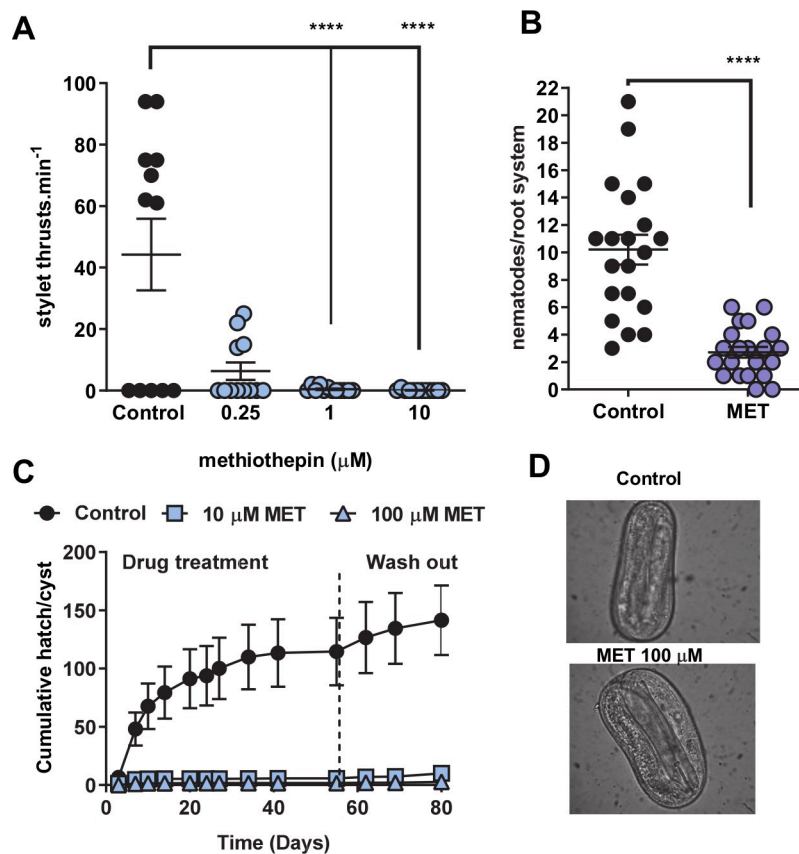 A
**** ****
stylet thrusts.min⁻¹
100
80
60
40
20
0
Control 0.25 1 10
methiothepin (μM)
B
****
nematodes/root system
22
20
18
16
14
12
10
8
6
4
2
0
Control MET
C
Control 10 μM MET 100 μM MET
Cumulative hatch/cyst
200
150
100
50
0
Drug treatment Wash out
0 20 40 60 80
Time (Days)
D
Control
MET 100 μM